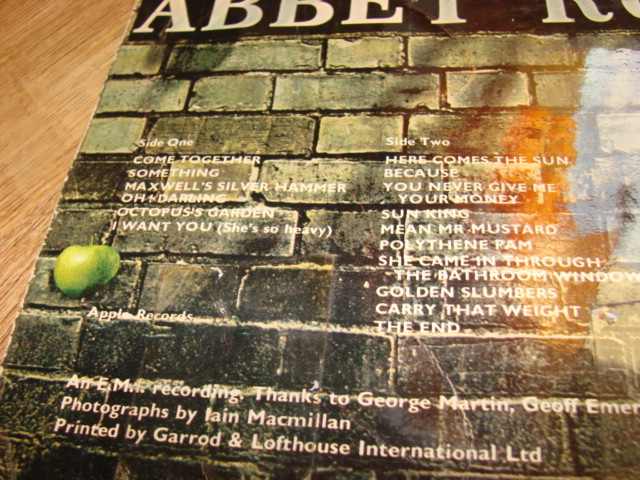 ABBEY RO
Side One
COME TOGETHER
SOMETHING
MAXWELL'S SILVER HAMMER
OH! DARLING
OCTOPUS'S GARDEN
I WANT YOU (She's so heavy)
Side Two
HERE COMES THE SUN
BECAUSE
YOU NEVER GIVE ME
YOUR MONEY
SUN KING
MEAN MR MUSTARD
POLYTHENE PAM
SHE CAME IN THROUGH
THE BATHROOM WINDOW
GOLDEN SLUMBERS
CARRY THAT WEIGHT
THE END
Apple Records
An E.M.I. recording. Thanks to George Martin, Geoff Emer
Photographs by Iain Macmillan
Printed by Garrod & Lofthouse International Ltd